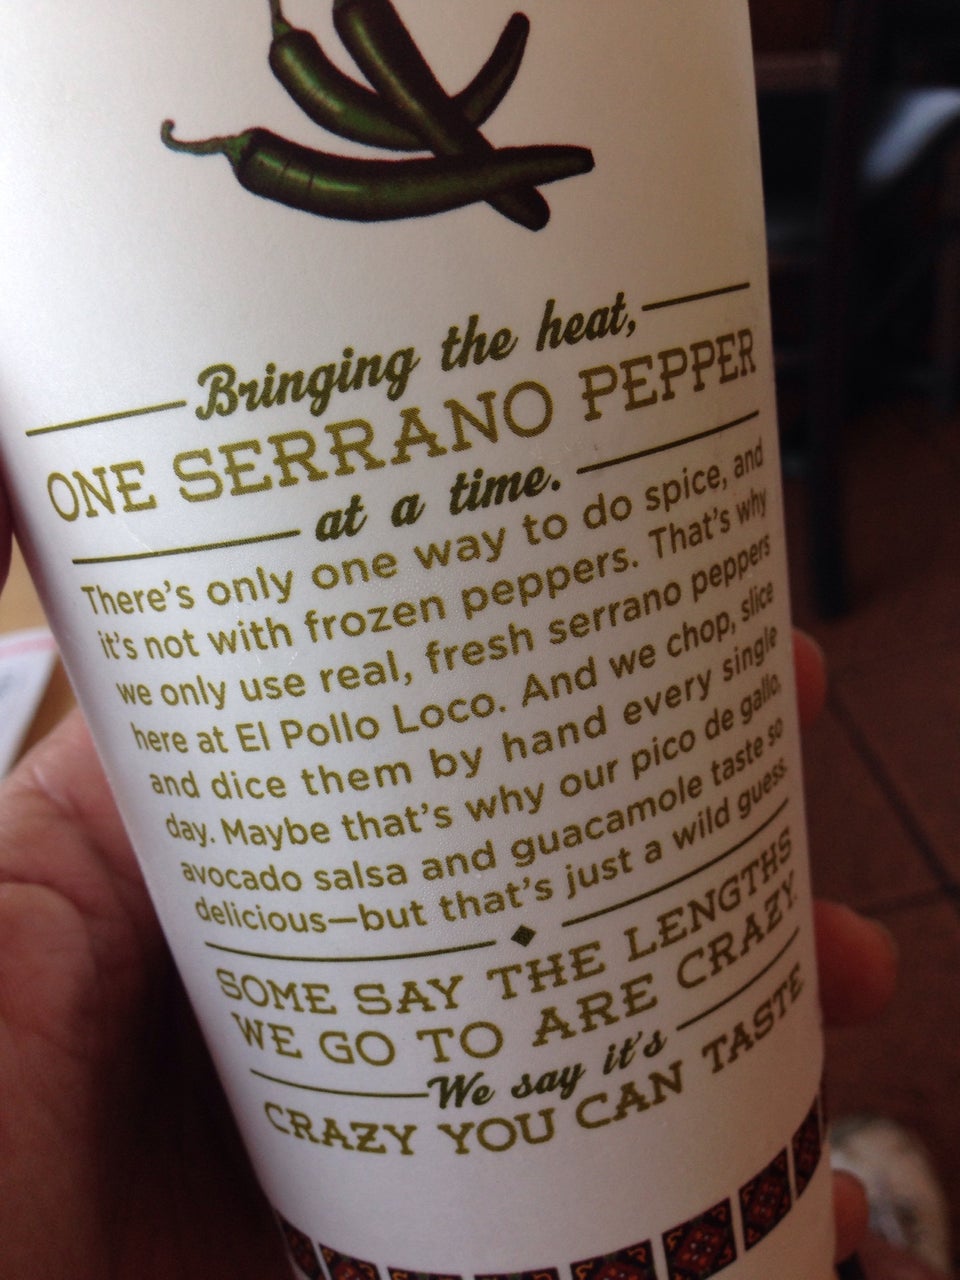 Bringing the heat,
ONE SERRANO PEPPER
at a time.
There's only one way to do spice, and
it's not with frozen peppers. That's why
we only use real, fresh serrano peppers
here at El Pollo Loco. And we chop, slice
and dice them by hand every single
day. Maybe that's why our pico de gallo,
avocado salsa and guacamole taste so
delicious—but that's just a wild guess.
SOME SAY THE LENGTHS
WE GO TO ARE CRAZY.
We say it's
CRAZY YOU CAN TASTE